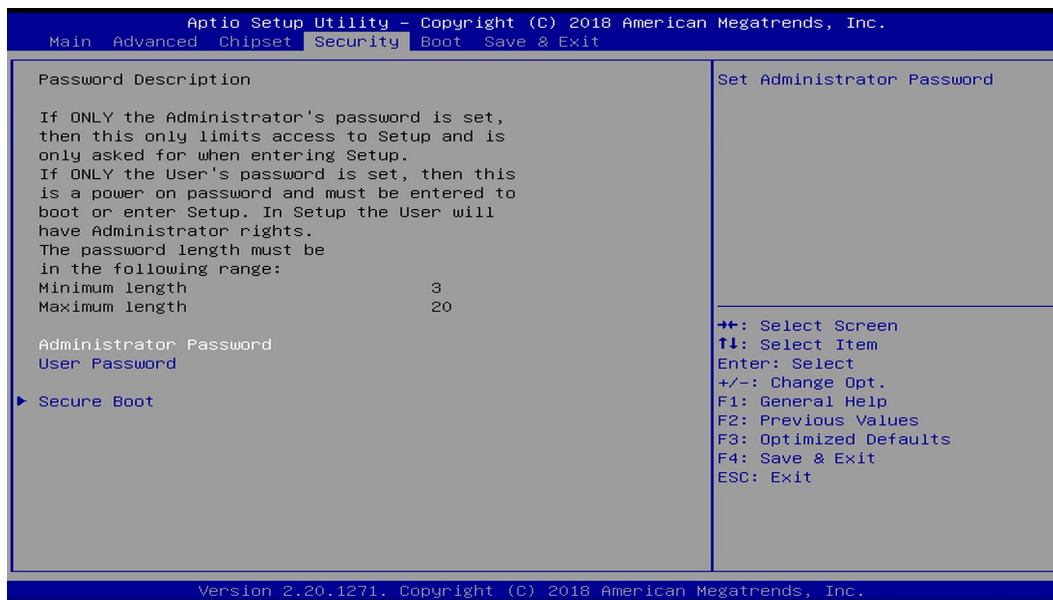 Aptio Setup Utility – Copyright (C) 2018 American Megatrends, Inc.
Main Advanced Chipset Security Boot Save & Exit
Password Description
If ONLY the Administrator's password is set,
then this only limits access to Setup and is
only asked for when entering Setup.
If ONLY the User's password is set, then this
is a power on password and must be entered to
boot or enter Setup. In Setup the User will
have Administrator rights.
The password length must be
in the following range:
Minimum length 3
Maximum length 20
Administrator Password
User Password
► Secure Boot
Set Administrator Password
→←: Select Screen
↑↓: Select Item
Enter: Select
+/-: Change Opt.
F1: General Help
F2: Previous Values
F3: Optimized Defaults
F4: Save & Exit
ESC: Exit
Version 2.20.1271. Copyright (C) 2018 American Megatrends, Inc.